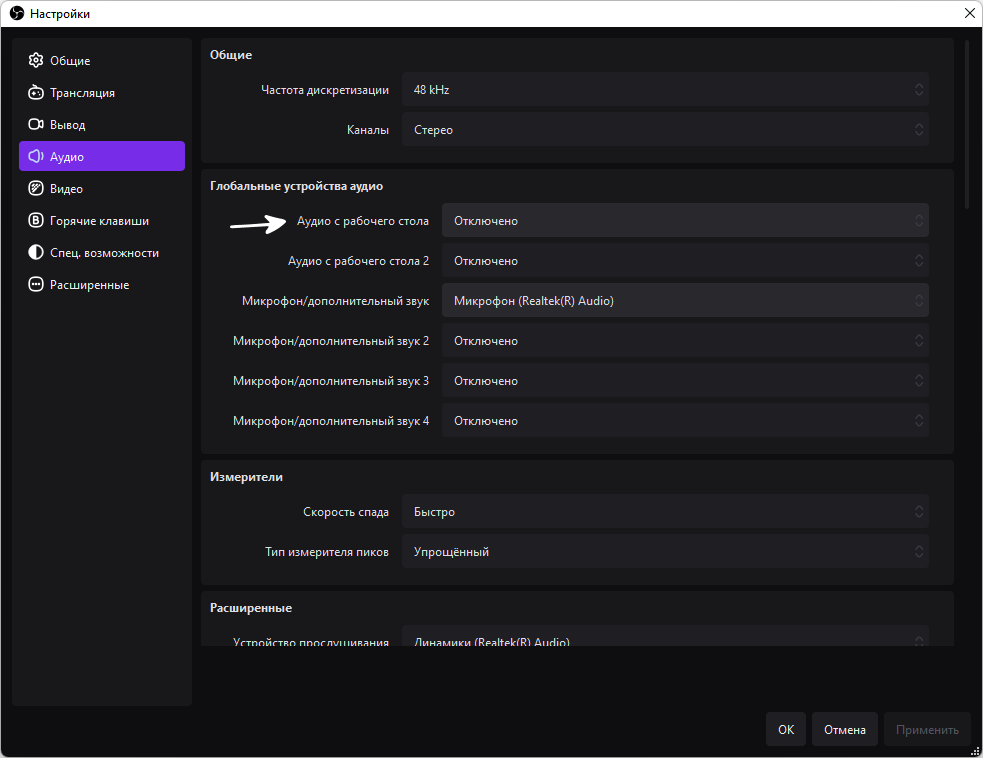 Настройки
Общие
Трансляция
Вывод
Аудио
Видео
Горячие клавиши
Спец. возможности
Расширенные
Общие
Частота дискретизации 48 kHz
Каналы Стерео
Глобальные устройства аудио
Аудио с рабочего стола Отключено
Аудио с рабочего стола 2 Отключено
Микрофон/дополнительный звук Микрофон (Realtek(R) Audio)
Микрофон/дополнительный звук 2 Отключено
Микрофон/дополнительный звук 3 Отключено
Микрофон/дополнительный звук 4 Отключено
Измерители
Скорость спада Быстро
Тип измерителя пиков Упрощённый
Расширенные
Устройство прослушивания Динамики (Realtek(R) Audio)
OK Отмена Применить